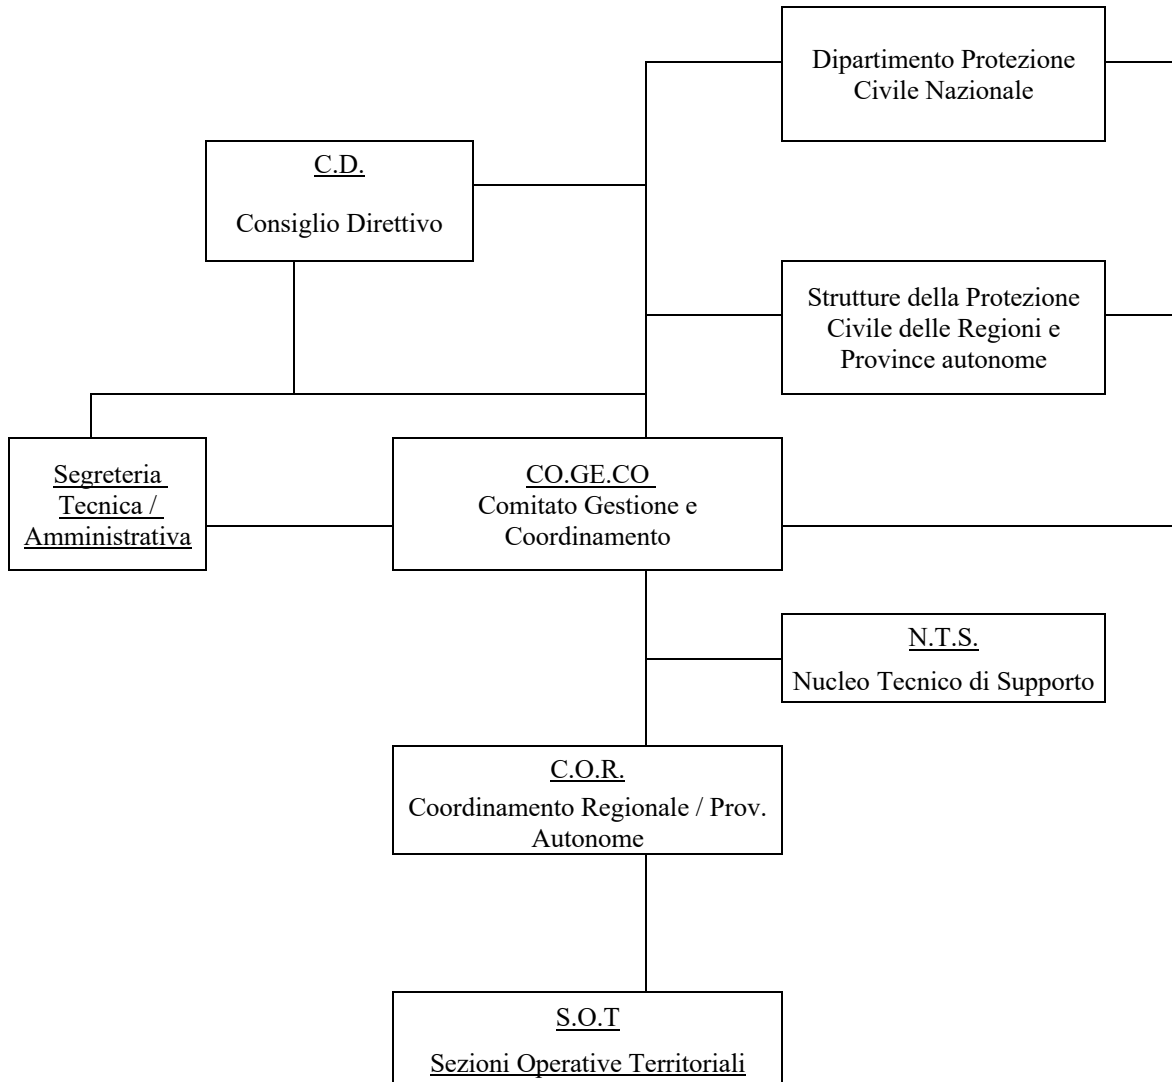 Dipartimento Protezione
Civile Nazionale
C.D.
Consiglio Direttivo
Strutture della Protezione
Civile delle Regioni e
Province autonome
Segreteria
Tecnica /
Amministrativa
CO.GE.CO
Comitato Gestione e
Coordinamento
N.T.S.
Nucleo Tecnico di Supporto
C.O.R.
Coordinamento Regionale / Prov.
Autonome
S.O.T
Sezioni Operative Territoriali